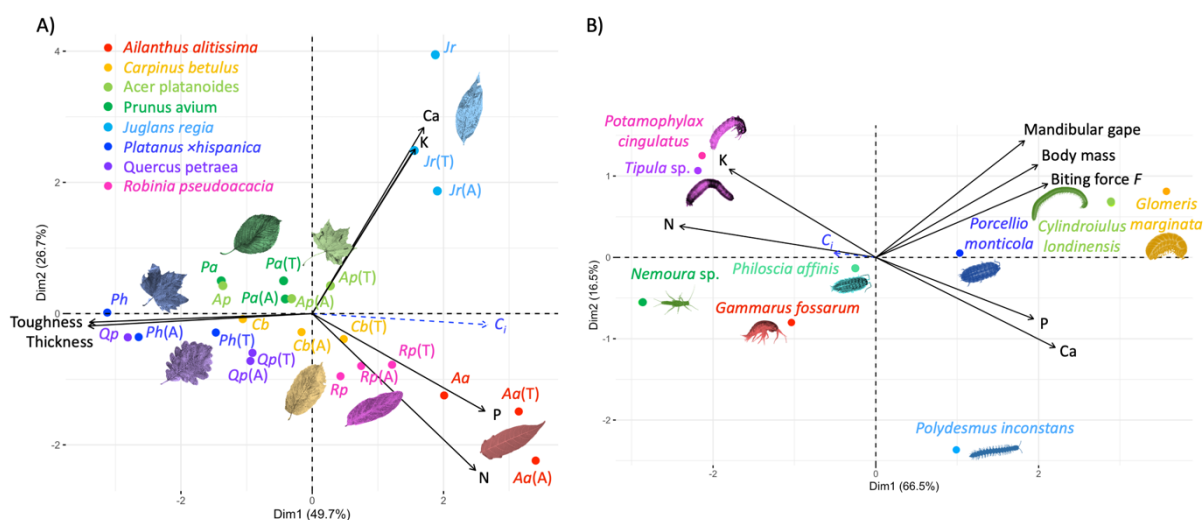 A)
Ailanthus alitissima
Carpinus betulus
Acer platanoides
Prunus avium
Juglans regia
Platanus ×hispanica
Quercus petraea
Robinia pseudoacacia
Jr
Ca
K
Jr(T)
Jr(A)
Pa
Pa(T)
Ap
Ap(T)
Pa(A)
Ap(A)
Ph
Toughness
Thickness
Qp
Ph(A)
Ph(T)
Cb
Cb(T)
Cb(A)
Ci
Qp(T)
Qp(A)
Rp(T)
Rp(A)
Rp
Aa
Aa(T)
P
N
Aa(A)
4
2
0
-2
-2
0
2
Dim2 (26.7%)
Dim1 (49.7%)
B)
Potamophylax
cingulatus
K
Tipula sp.
N
Mandibular gape
Body mass
Biting force F
Glomeris
marginata
Cylindroiulus
londinensis
Porcellio
monticola
Ci
Philoscia affinis
Nemoura sp.
Gammarus fossarum
P
Ca
Polydesmus inconstans
1
0
-1
-2
-2
0
2
Dim2 (16.5%)
Dim1 (66.5%)